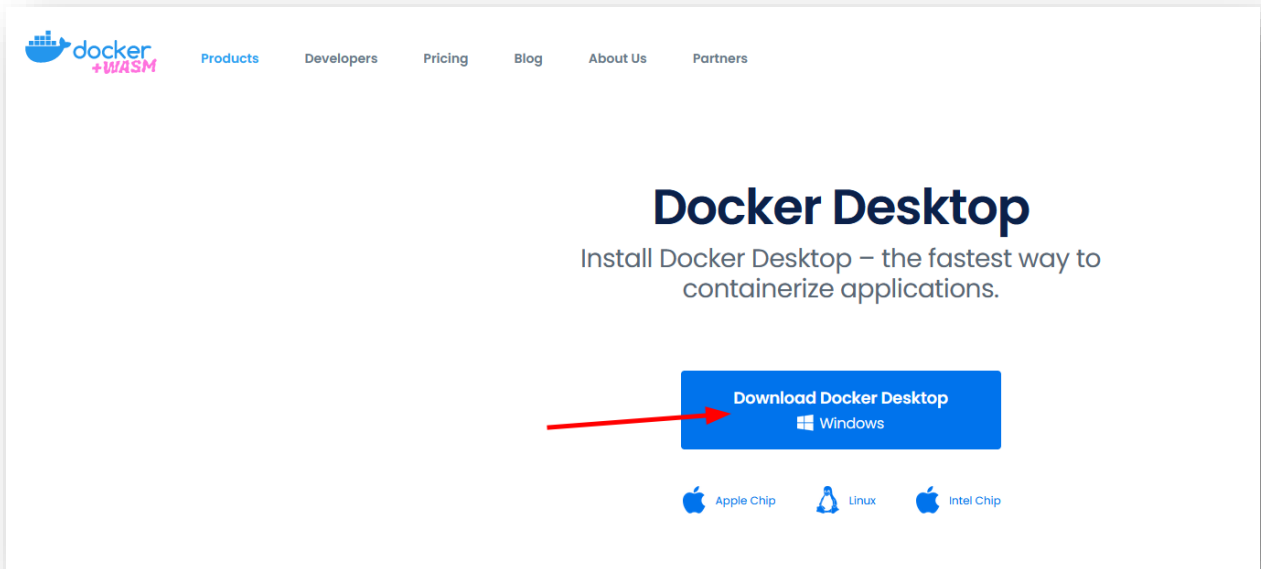 docker
+WASM
Products Developers Pricing Blog About Us Partners
Docker Desktop
Install Docker Desktop – the fastest way to
containerize applications.
Download Docker Desktop
Windows
Apple Chip Linux Intel Chip